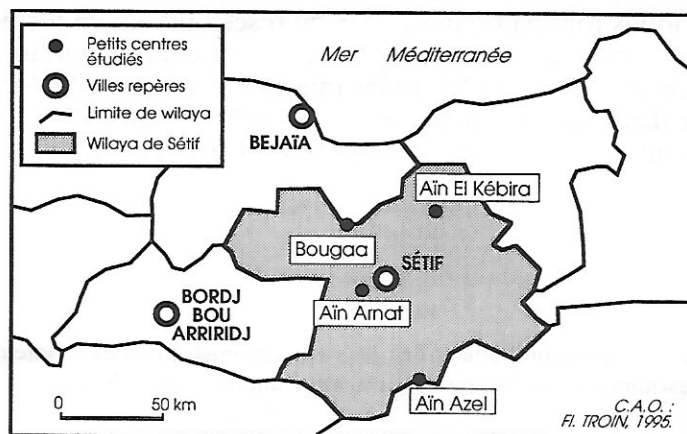 Petits centres
étudiés
Villes repères
Limite de wilaya
Wilaya de Sétif
Mer Méditerranée
BEJAÏA
Aïn El Kébira
Bougaa
SÉTIF
Aïn Arnat
BORDJ
BOU
ARRIRIDJ
Aïn Azel
0 50 km
C.A.O. :
Fl. TROIN, 1995.